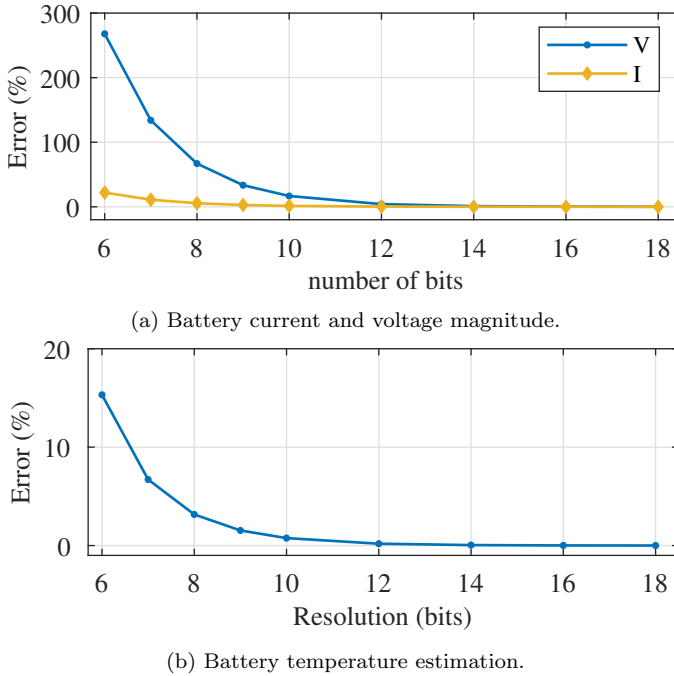 300
200
100
0
Error (%)
V
I
6 8 10 12 14 16 18
number of bits
(a) Battery current and voltage magnitude.
20
10
0
Error (%)
6 8 10 12 14 16 18
Resolution (bits)
(b) Battery temperature estimation.